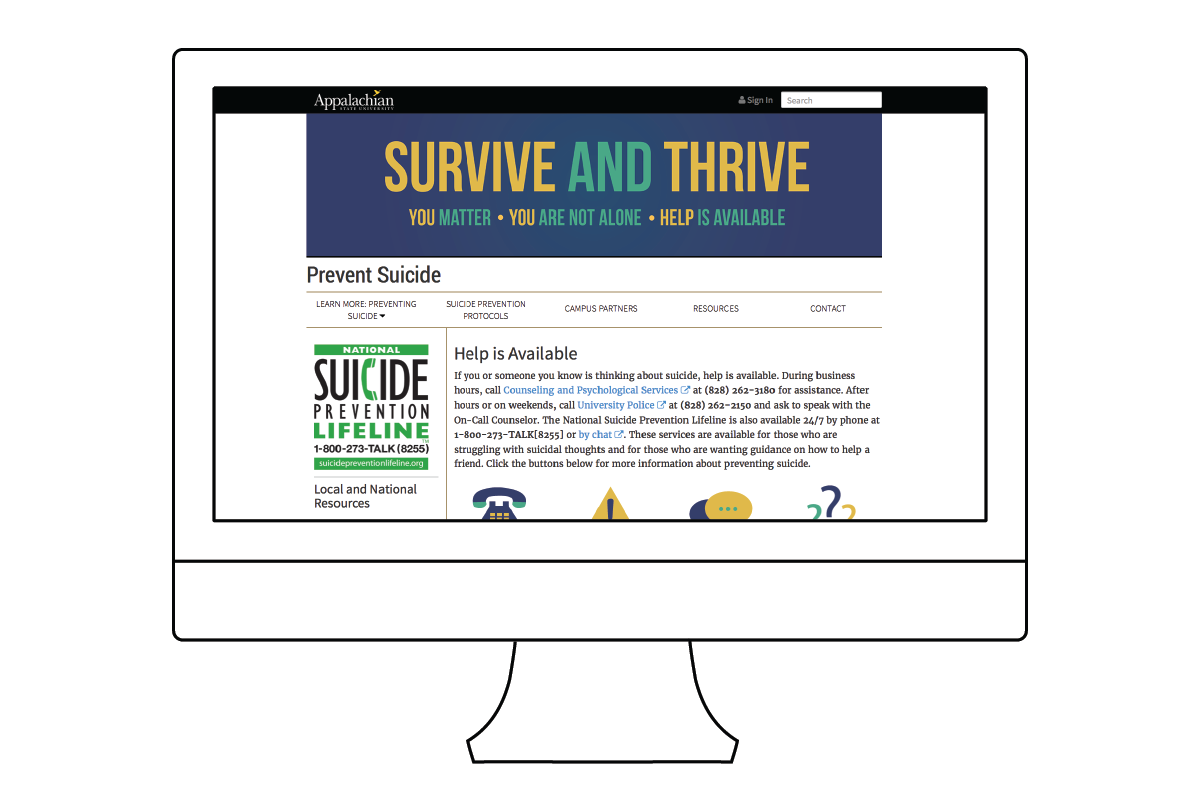 Appalachian
STATE UNIVERSITY
Sign In
Search
SURVIVE AND THRIVE
YOU MATTER • YOU ARE NOT ALONE • HELP IS AVAILABLE
Prevent Suicide
LEARN MORE: PREVENTING
SUICIDE
SUICIDE PREVENTION
PROTOCOLS
CAMPUS PARTNERS
RESOURCES
CONTACT
NATIONAL
SUICIDE
PREVENTION
LIFELINE™
1-800-273-TALK (8255)
suicidepreventionlifeline.org
Local and National
Resources
Help is Available
If you or someone you know is thinking about suicide, help is available. During business
hours, call Counseling and Psychological Services at (828) 262-3180 for assistance. After
hours or on weekends, call University Police at (828) 262-2150 and ask to speak with the
On-Call Counselor. The National Suicide Prevention Lifeline is also available 24/7 by phone at
1-800-273-TALK[8255] or by chat. These services are available for those who are
struggling with suicidal thoughts and for those who are wanting guidance on how to help a
friend. Click the buttons below for more information about preventing suicide.
???